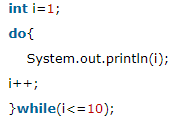 int i=1;
do{
System.out.println(i);
i++;
}while(i<=10);